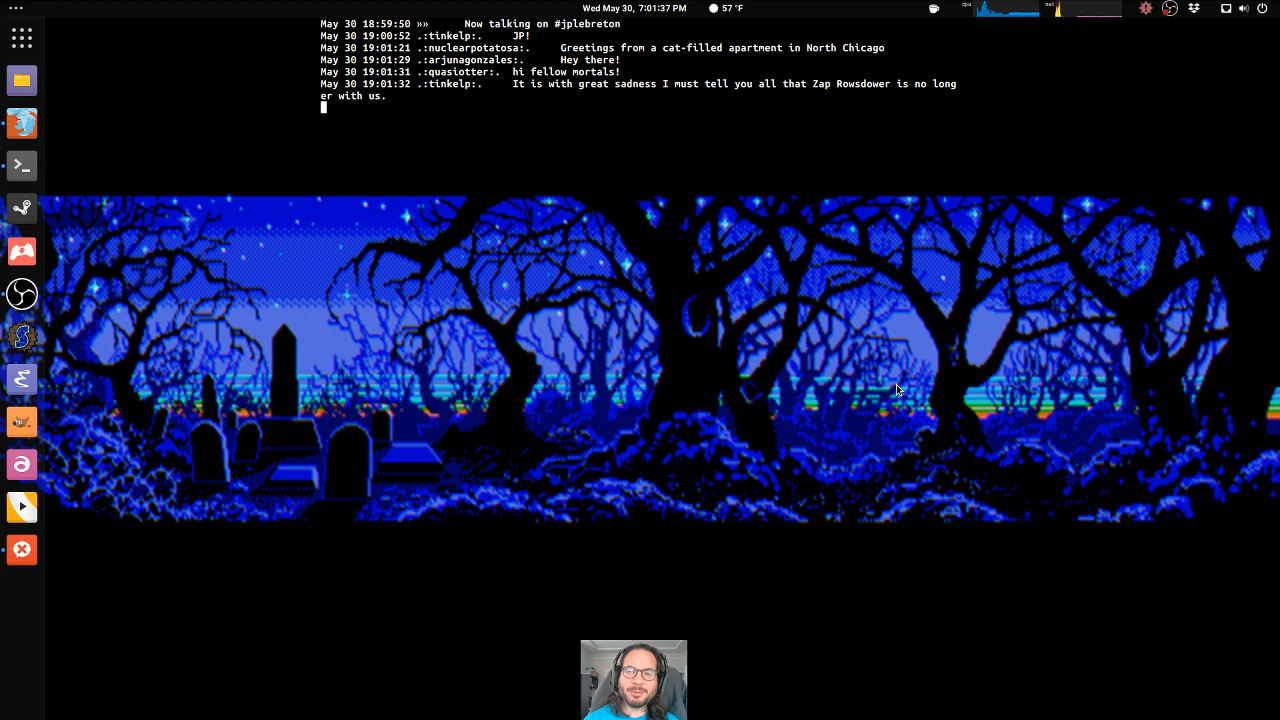 Wed May 30, 7:01:37 PM 57 °F cpu net
May 30 18:59:50 »» Now talking on #jplebreton
May 30 19:00:52 .:tinkelp:. JP!
May 30 19:01:21 .:nuclearpotatosa:. Greetings from a cat-filled apartment in North Chicago
May 30 19:01:29 .:arjunagonzales:. Hey there!
May 30 19:01:31 .:quasiotter:. hi fellow mortals!
May 30 19:01:32 .:tinkelp:. It is with great sadness I must tell you all that Zap Rowsdower is no long
er with us.